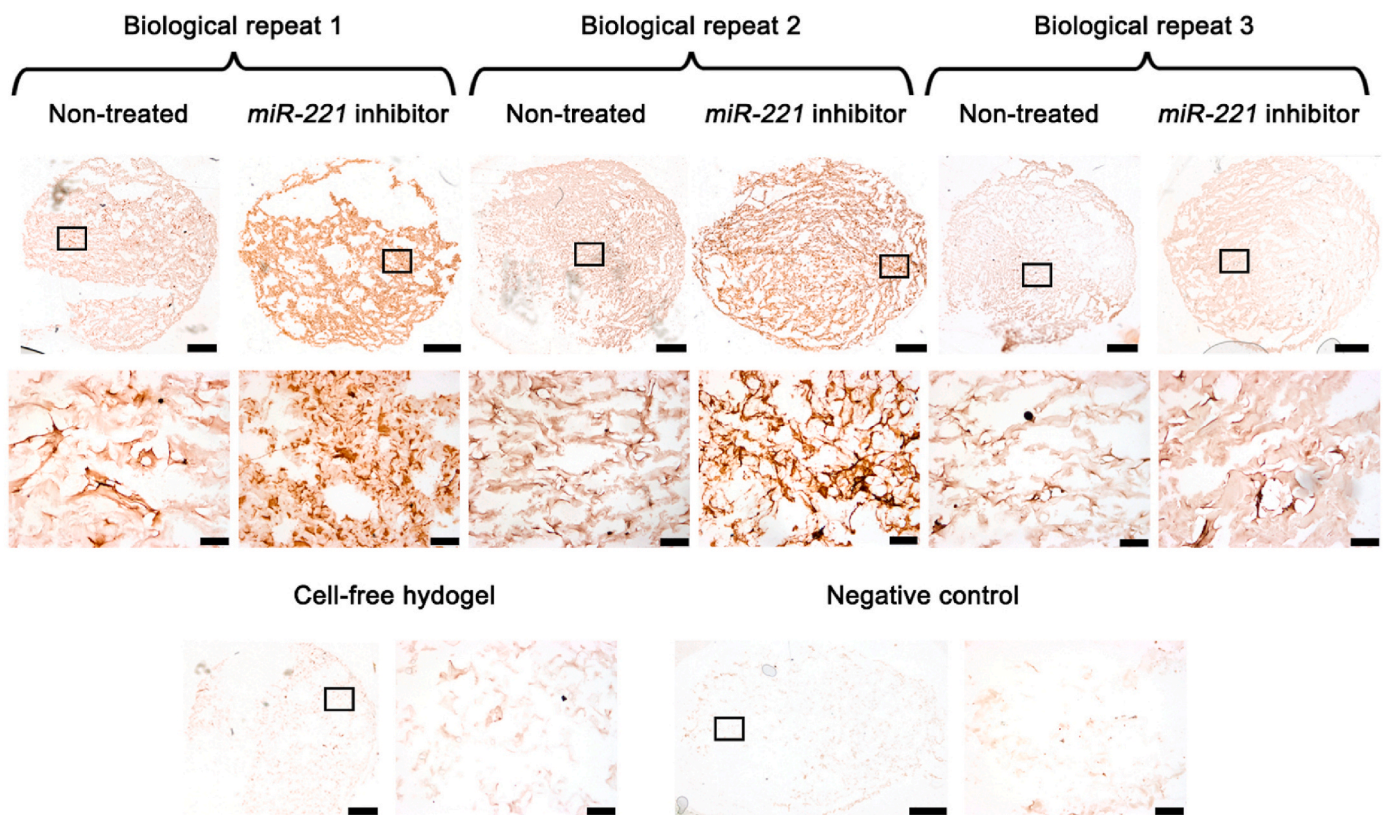 Biological repeat 1
Biological repeat 2
Biological repeat 3
Non-treated
miR-221 inhibitor
Non-treated
miR-221 inhibitor
Non-treated
miR-221 inhibitor
Cell-free hydogel
Negative control